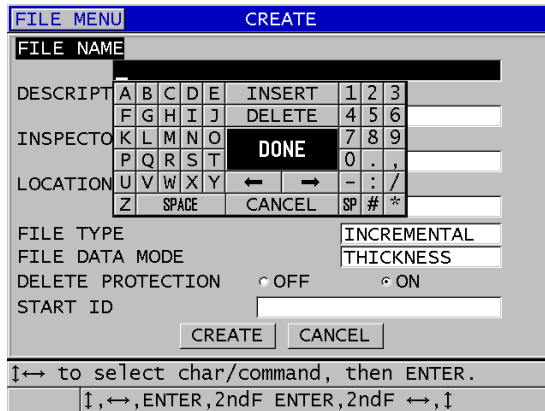 FILE MENU CREATE
FILE NAME
DESCRIPT
A B C D E INSERT 1 2 3
F G H I J DELETE 4 5 6
INSPECTO
K L M N O DONE 7 8 9
P Q R S T 0 . ,
LOCATION
U V W X Y ← → - : /
Z SPACE CANCEL SP # *
FILE TYPE INCREMENTAL
FILE DATA MODE THICKNESS
DELETE PROTECTION OFF ON
START ID
CREATE CANCEL
↕↔ to select char/command, then ENTER.
↕,↔,ENTER,2ndF ENTER,2ndF ↔,↕